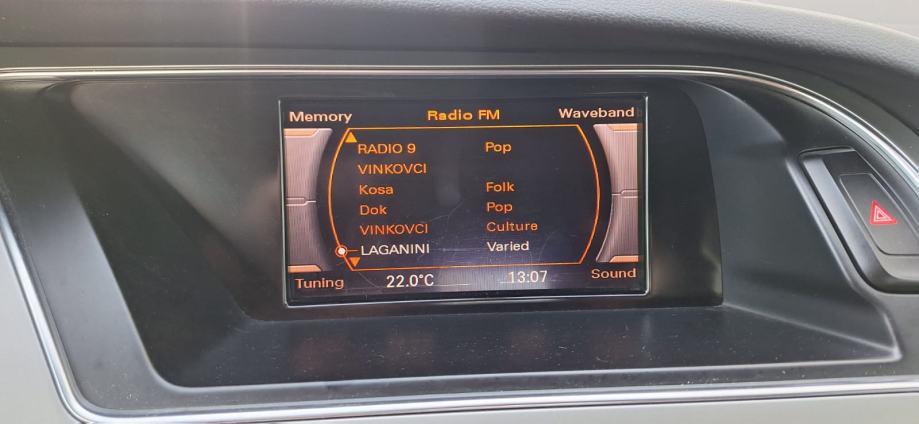 Memory Radio FM Waveband
RADIO 9 Pop
VINKOVCI
Kosa Folk
Dok Pop
VINKOVCI Culture
LAGANINI Varied
Tuning 22.0°C 13:07 Sound